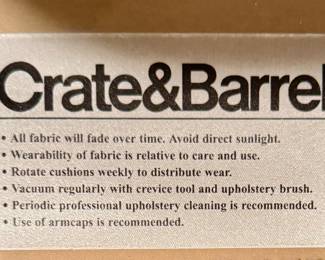 Crate&Barrel
• All fabric will fade over time. Avoid direct sunlight.
• Wearability of fabric is relative to care and use.
• Rotate cushions weekly to distribute wear.
• Vacuum regularly with crevice tool and upholstery brush.
• Periodic professional upholstery cleaning is recommended.
• Use of armcaps is recommended.